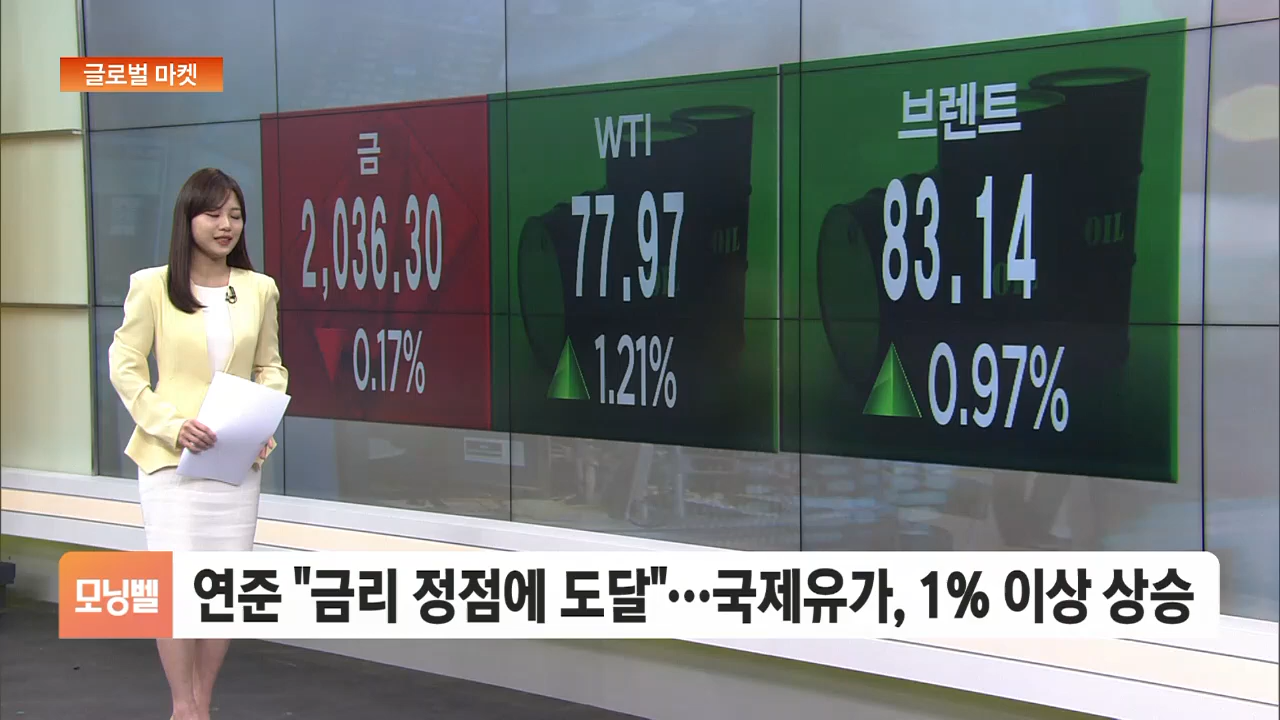 글로벌 마켓
금
2,036.30
0.17%
WTI
77.97
1.21%
OIL
브렌트
83.14
0.97%
OIL
모닝벨
연준 "금리 정점에 도달"…국제유가, 1% 이상 상승